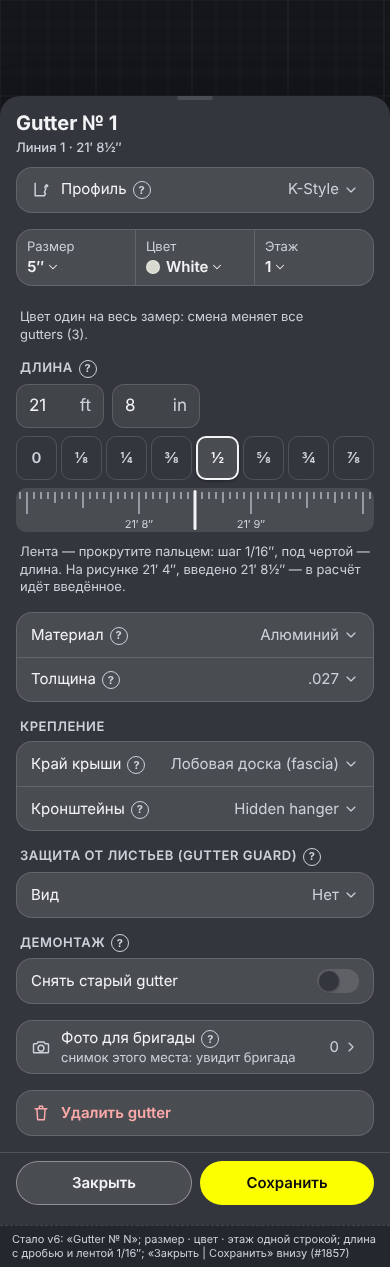 Gutter № 1
Линия 1 · 21′ 8½″
Профиль ? K-Style
Размер Цвет Этаж
5″ White 1
Цвет один на весь замер: смена меняет все
gutters (3).
ДЛИНА ?
21 ft 8 in
0 ⅛ ¼ ⅜ ½ ⅝ ¾ ⅞
21′ 8″ 21′ 9″
Лента — прокрутите пальцем: шаг 1/16″, под чертой —
длина. На рисунке 21′ 4″, введено 21′ 8½″ — в расчёт
идёт введённое.
Материал ? Алюминий
Толщина ? .027
КРЕПЛЕНИЕ
Край крыши ? Лобовая доска (fascia)
Кронштейны ? Hidden hanger
ЗАЩИТА ОТ ЛИСТЬЕВ (GUTTER GUARD) ?
Вид Нет
ДЕМОНТАЖ ?
Снять старый gutter
Фото для бригады ? 0
снимок этого места: увидит бригада
Удалить gutter
Закрыть Сохранить
Стало v6: «Gutter № N»; размер · цвет · этаж одной строкой; длина
с дробью и лентой 1/16″; «Закрыть | Сохранить» внизу (#1857)